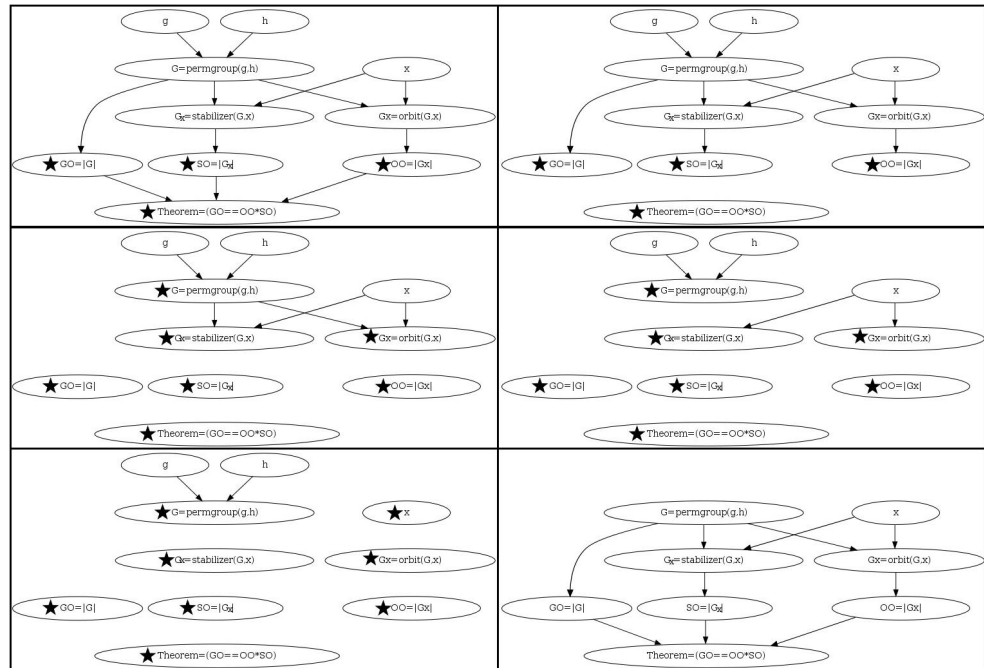 g h
G=permgroup(g,h) x
Gx=stabilizer(G.x) Gx=orbit(G.x)
★GO=|G| ★SO=|Gx| ★OO=|Gx|
★Theorem=(GO==OO*SO)
g h
G=permgroup(g,h) x
Gx=stabilizer(G.x) Gx=orbit(G.x)
★GO=|G| ★SO=|Gx| ★OO=|Gx|
★Theorem=(GO==OO*SO)
g h
★G=permgroup(g,h) x
★Gx=stabilizer(G.x) ★Gx=orbit(G.x)
★GO=|G| ★SO=|Gx| ★OO=|Gx|
★Theorem=(GO==OO*SO)
g h
★G=permgroup(g,h) x
★Gx=stabilizer(G.x) ★Gx=orbit(G.x)
★GO=|G| ★SO=|Gx| ★OO=|Gx|
★Theorem=(GO==OO*SO)
g h
★G=permgroup(g,h) ★x
★Gx=stabilizer(G,x) ★Gx=orbit(G,x)
★GO=|G| ★SO=|Gx| ★OO=|Gx|
★Theorem=(GO==OO*SO)
G=permgroup(g,h) x
Gx=stabilizer(G,x) Gx=orbit(G,x)
GO=|G| SO=|Gx| OO=|Gx|
Theorem=(GO==OO*SO)